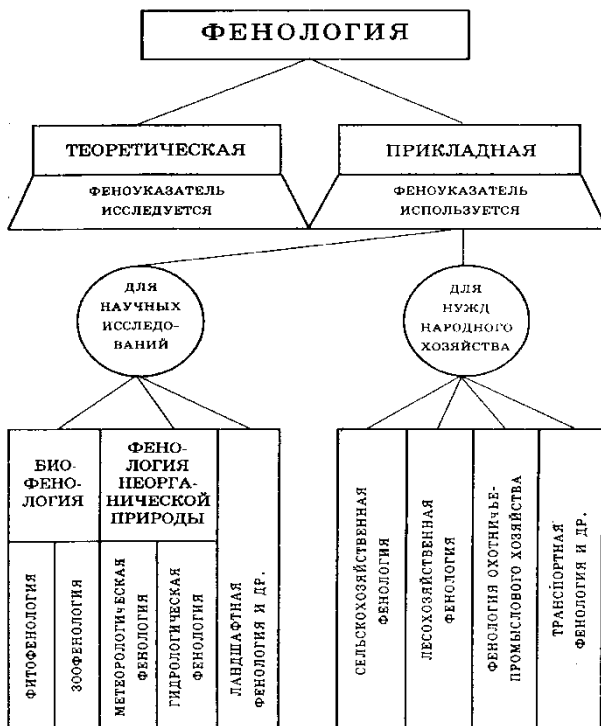 ФЕНОЛОГИЯ
ТЕОРЕТИЧЕСКАЯ
ФЕНОУКАЗАТЕЛЬ
ИССЛЕДУЕТСЯ
ПРИКЛАДНАЯ
ФЕНОУКАЗАТЕЛЬ
ИСПОЛЬЗУЕТСЯ
ДЛЯ
НАУЧНЫХ
ИССЛЕДО-
ВАНИЙ
ДЛЯ
НУЖД
НАРОДНОГО
ХОЗЯЙСТВА
БИО-
ФЕНО-
ЛОГИЯ
ФЕНО-
ЛОГИЯ
НЕОРГА-
НИЧЕСКОЙ
ПРИРОДЫ
ФИТОФЕНОЛОГИЯ
ЗООФЕНОЛОГИЯ
МЕТЕОРОЛОГИЧЕСКАЯ
ФЕНОЛОГИЯ
ГИДРОЛОГИЧЕСКАЯ
ФЕНОЛОГИЯ
ЛАНДШАФТНАЯ
ФЕНОЛОГИЯ И ДР.
СЕЛЬСКОХОЗЯЙСТВЕННАЯ
ФЕНОЛОГИЯ
ЛЕСОХОЗЯЙСТВЕННАЯ
ФЕНОЛОГИЯ
ФЕНОЛОГИЯ ОХОТНИЧЬЕ-
ПРОМЫСЛОВОГО ХОЗЯЙСТВА
ТРАНСПОРТНАЯ
ФЕНОЛОГИЯ И ДР.